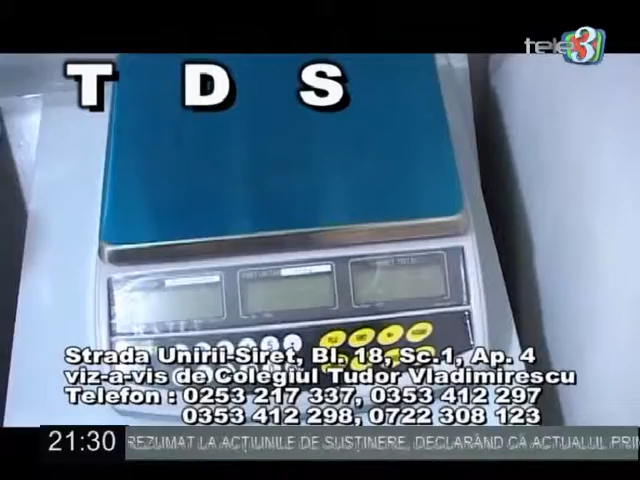 tele 3
T D S
Strada Unirii-Siret, Bl. 18, Sc.1, Ap. 4
viz-a-vis de Colegiul Tudor Vladimirescu
Telefon : 0253 217 337, 0353 412 297
0353 412 298, 0722 308 123
21:30 REZUMAT LA ACȚIUNILE DE SUSȚINERE, DECLARÂND CĂ ACTUALUL